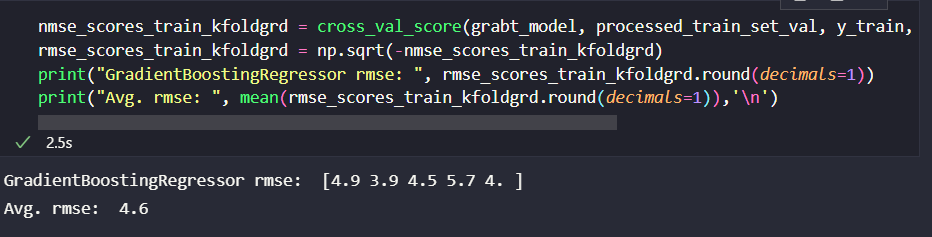 nmse_scores_train_kfoldgrd = cross_val_score(grabt_model, processed_train_set_val, y_train,
rmse_scores_train_kfoldgrd = np.sqrt(-nmse_scores_train_kfoldgrd)
print("GradientBoostingRegressor rmse: ", rmse_scores_train_kfoldgrd.round(decimals=1))
print("Avg. rmse: ", mean(rmse_scores_train_kfoldgrd.round(decimals=1)),'\n')
2.5s
GradientBoostingRegressor rmse:  [4.9 3.9 4.5 5.7 4. ]
Avg. rmse:  4.6